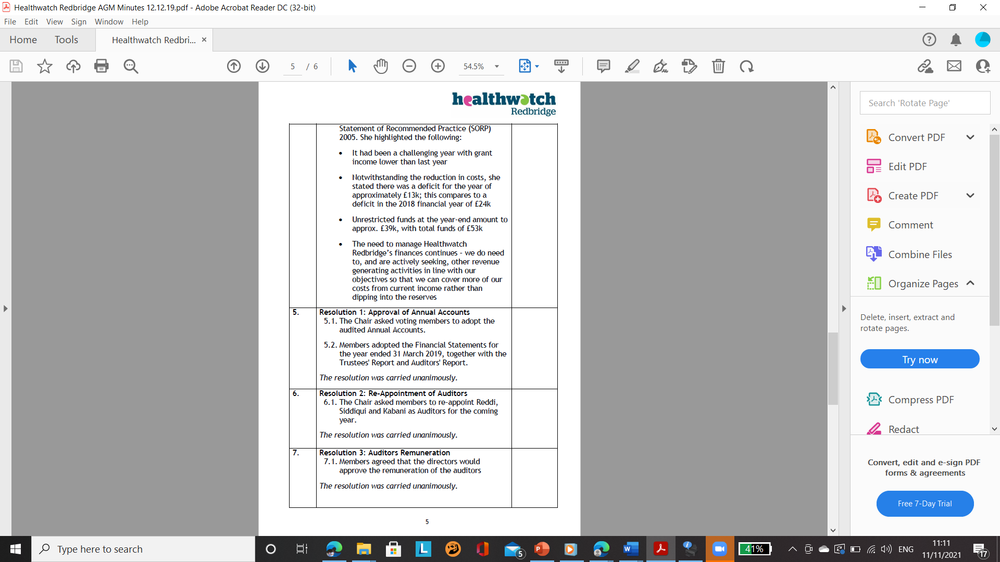 Healthwatch Redbridge AGM Minutes 12.12.19.pdf - Adobe Acrobat Reader DC (32-bit)
File Edit View Sign Window Help
Home Tools Healthwatch Redbri... ×
5 / 6 54.5%
healthwatch
Redbridge
Statement of Recommended Practice (SORP)
2005. She highlighted the following:
• It had been a challenging year with grant
income lower than last year
• Notwithstanding the reduction in costs, she
stated there was a deficit for the year of
approximately £13k; this compares to a
deficit in the 2018 financial year of £24k
• Unrestricted funds at the year-end amount to
approx. £39k, with total funds of £53k
• The need to manage Healthwatch
Redbridge’s finances continues - we do need
to, and are actively seeking, other revenue
generating activities in line with our
objectives so that we can cover more of our
costs from current income rather than
dipping into the reserves
5. Resolution 1: Approval of Annual Accounts
5.1. The Chair asked voting members to adopt the
audited Annual Accounts.
5.2. Members adopted the Financial Statements for
the year ended 31 March 2019, together with the
Trustees' Report and Auditors' Report.
The resolution was carried unanimously.
6. Resolution 2: Re-Appointment of Auditors
6.1. The Chair asked members to re-appoint Reddi,
Siddiqui and Kabani as Auditors for the coming
year.
The resolution was carried unanimously.
7. Resolution 3: Auditors Remuneration
7.1. Members agreed that the directors would
approve the remuneration of the auditors
The resolution was carried unanimously.
5
Search 'Rotate Page'
Convert PDF
Edit PDF
Create PDF
Comment
Combine Files
Organize Pages
Delete, insert, extract and
rotate pages.
Try now
Compress PDF
Redact
Convert, edit and e-sign PDF
forms & agreements
Free 7-Day Trial
Type here to search
L
5
P
W
41%
ENG
11:11
11/11/2021
17